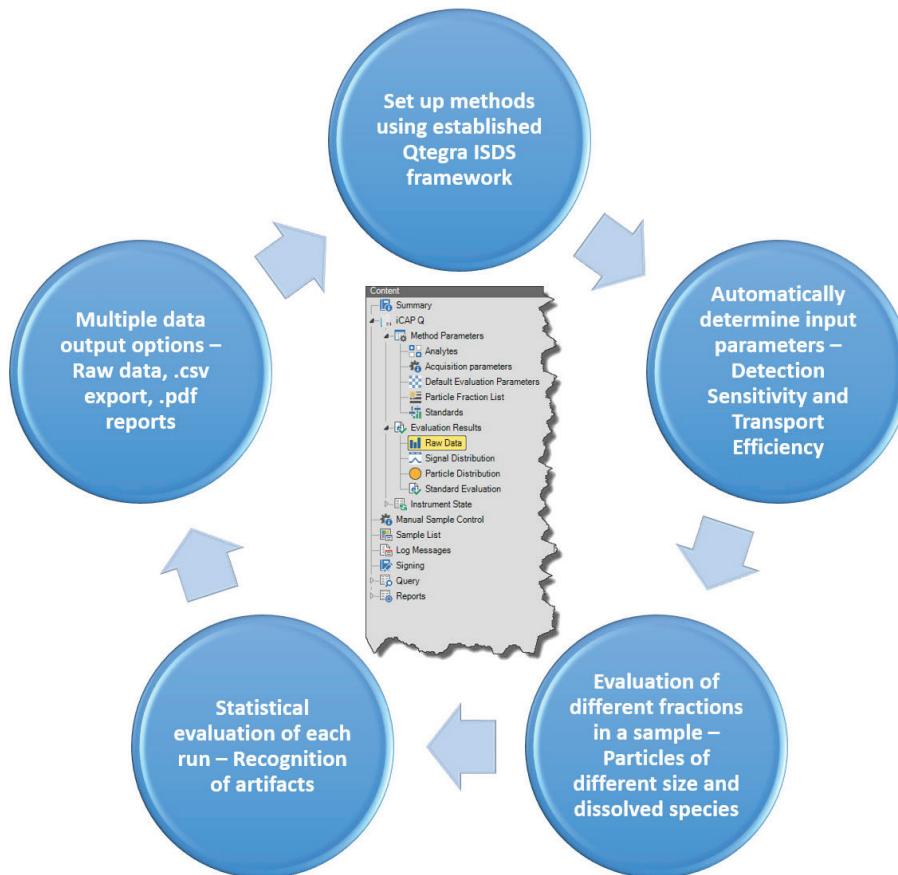 Set up methods
using established
Qtegra ISDS
framework
Automatically
determine input
parameters –
Detection
Sensitivity and
Transport
Efficiency
Evaluation of
different fractions
in a sample –
Particles of
different size and
dissolved species
Statistical
evaluation of each
run – Recognition
of artifacts
Multiple data
output options –
Raw data, .csv
export, .pdf
reports
Content
Summary
iCAP Q
Method Parameters
Analytes
Acquisition parameters
Default Evaluation Parameters
Particle Fraction List
Standards
Evaluation Results
Raw Data
Signal Distribution
Particle Distribution
Standard Evaluation
Instrument State
Manual Sample Control
Sample List
Log Messages
Signing
Query
Reports